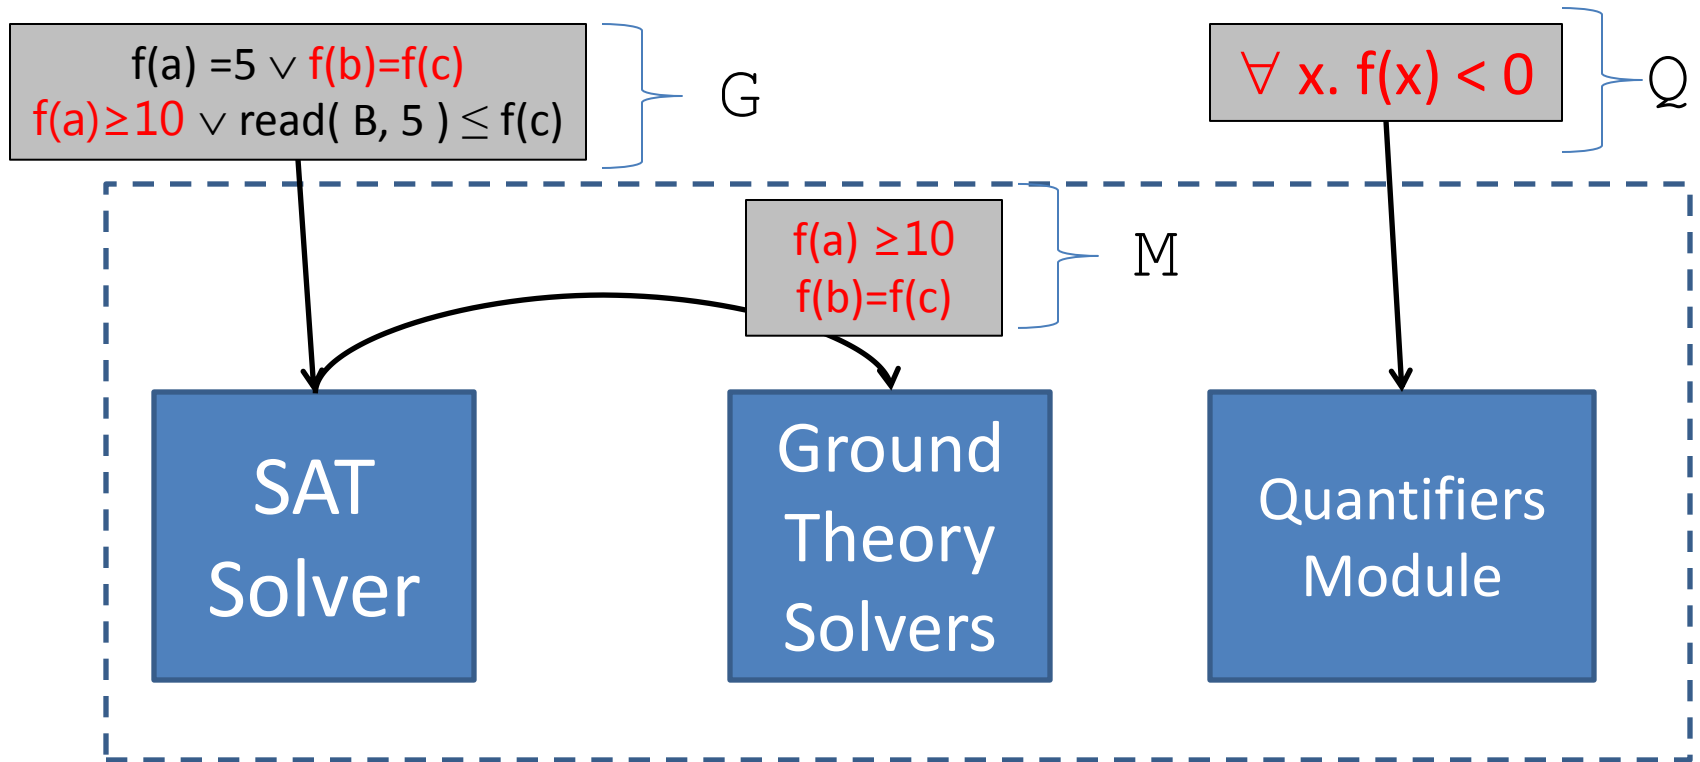 f(a) =5 ∨ f(b)=f(c)
f(a)≥10 ∨ read( B, 5 ) ≤ f(c)
G
∀ x. f(x) < 0
Q
f(a) ≥10
f(b)=f(c)
M
SAT
Solver
Ground
Theory
Solvers
Quantifiers
Module